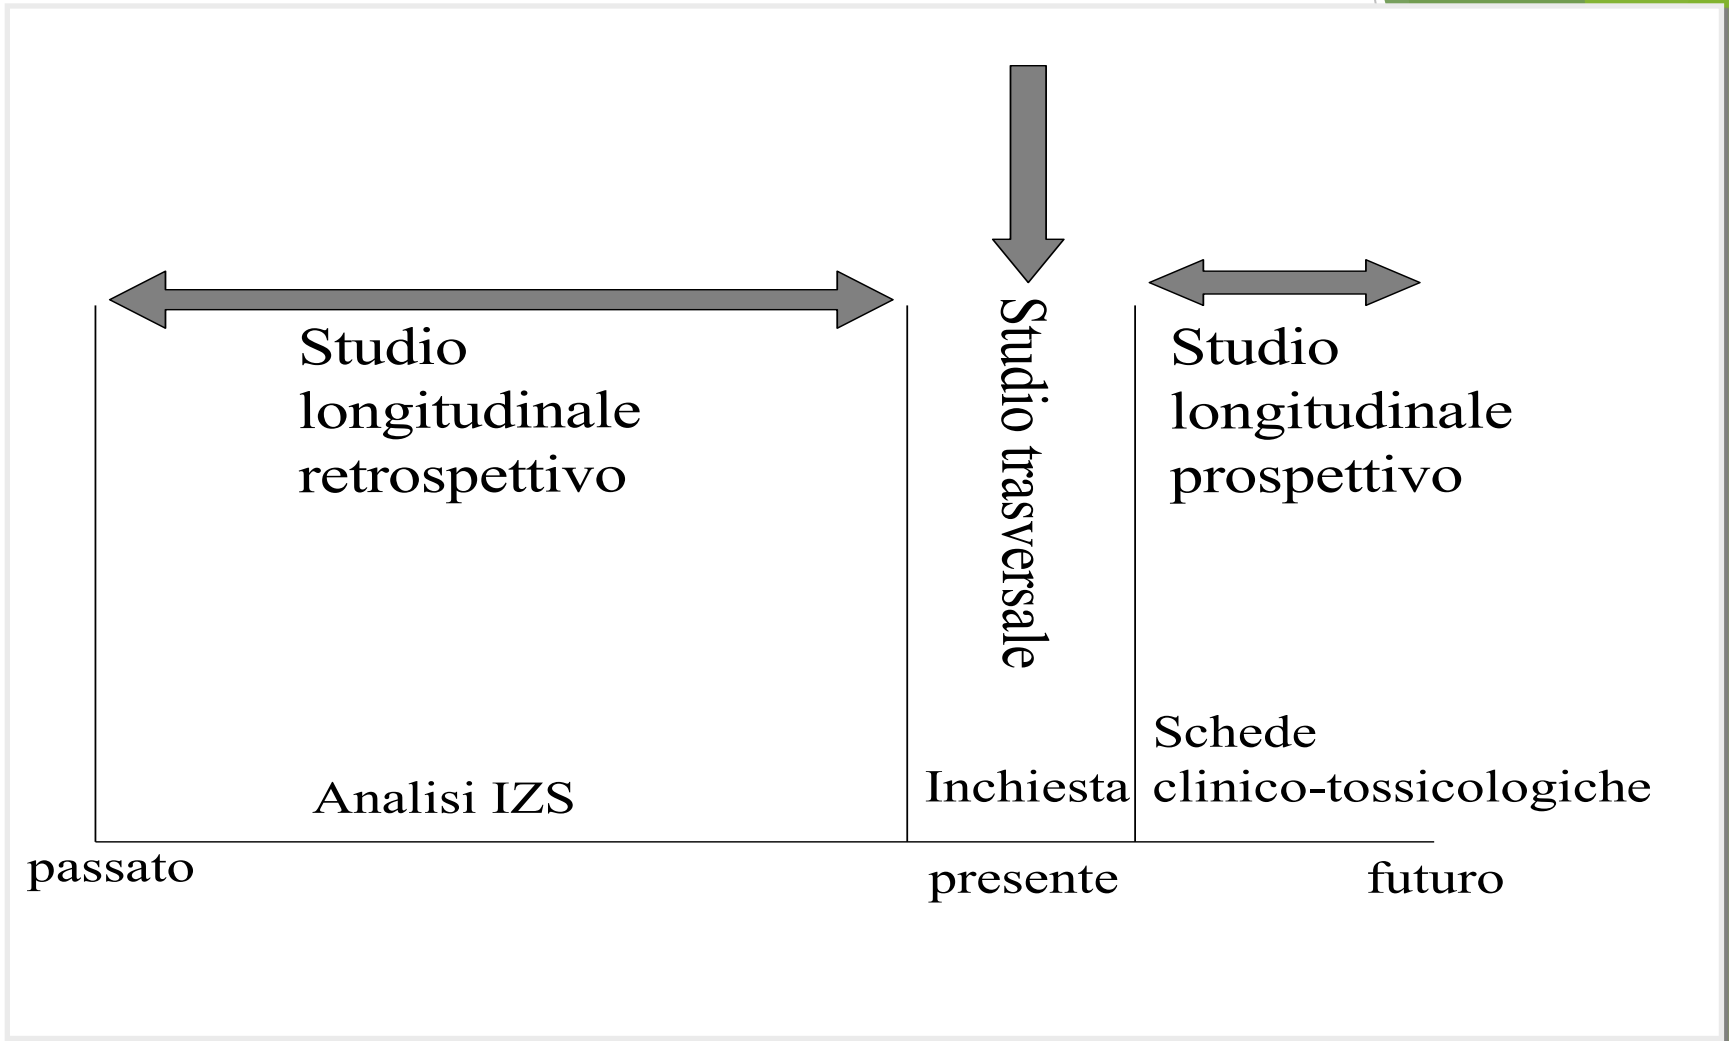 Studio
longitudinale
retrospettivo
Studio trasversale
Studio
longitudinale
prospettivo
Analisi IZS
Inchiesta
Schede
clinico-tossicologiche
passato
presente
futuro